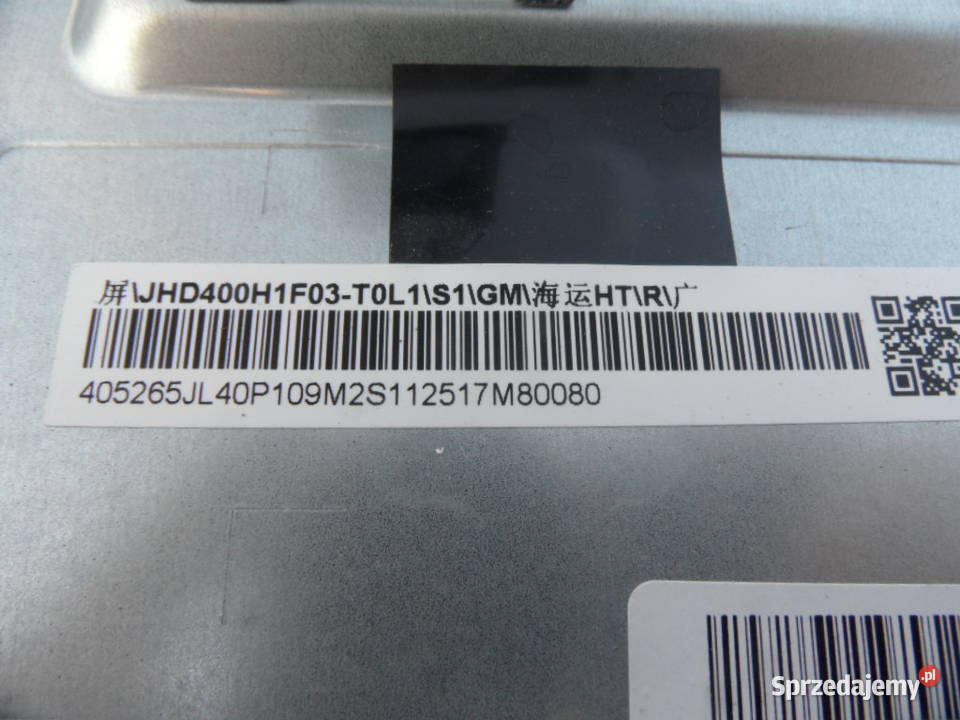 屏\JHD400H1F03-T0L1\S1\GM\海运HT\R\广
405265JL40P109M2S112517M80080
Sprzedajemy.pl